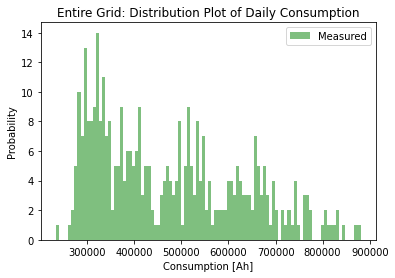 Entire Grid: Distribution Plot of Daily Consumption
Measured
Probability
14
12
10
8
6
4
2
0
300000 400000 500000 600000 700000 800000 900000
Consumption [Ah]